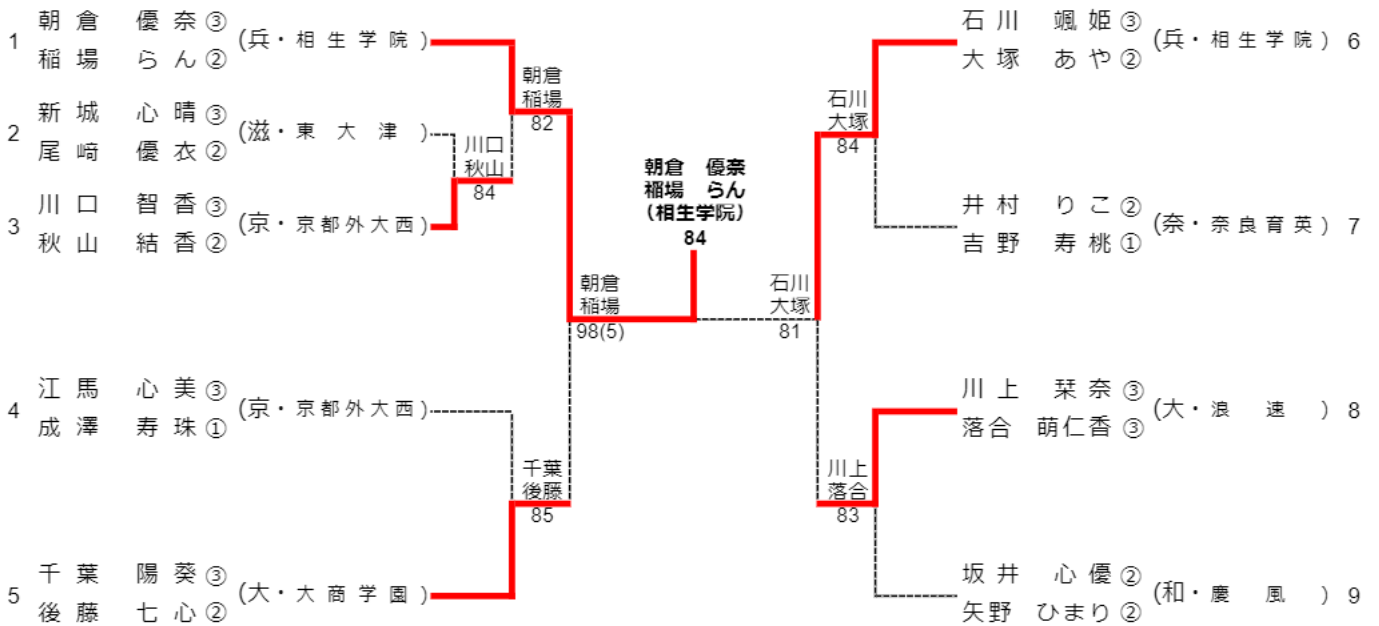 1 朝倉 優奈③ (兵・相生学院)
稲場 らん②
2 新城 心晴③ (滋・東大津)
尾﨑 優衣②
3 川口 智香③ (京・京都外大西)
秋山 結香②
4 江馬 心美③ (京・京都外大西)
成澤 寿珠①
5 千葉 陽葵③ (大・大商学園)
後藤 七心②
朝倉
稲場
82
川口
秋山
84
朝倉
稲場
98(5)
千葉
後藤
85
朝倉 優奈
稲場 らん
(相生学院)
84
石川
大塚
84
石川
大塚
81
川上
落合
83
石川 颯姫③ (兵・相生学院) 6
大塚 あや②
井村 りこ② (奈・奈良育英) 7
吉野 寿桃①
川上 栞奈③ (大・浪速) 8
落合 萌仁香③
坂井 心優② (和・慶風) 9
矢野 ひまり②